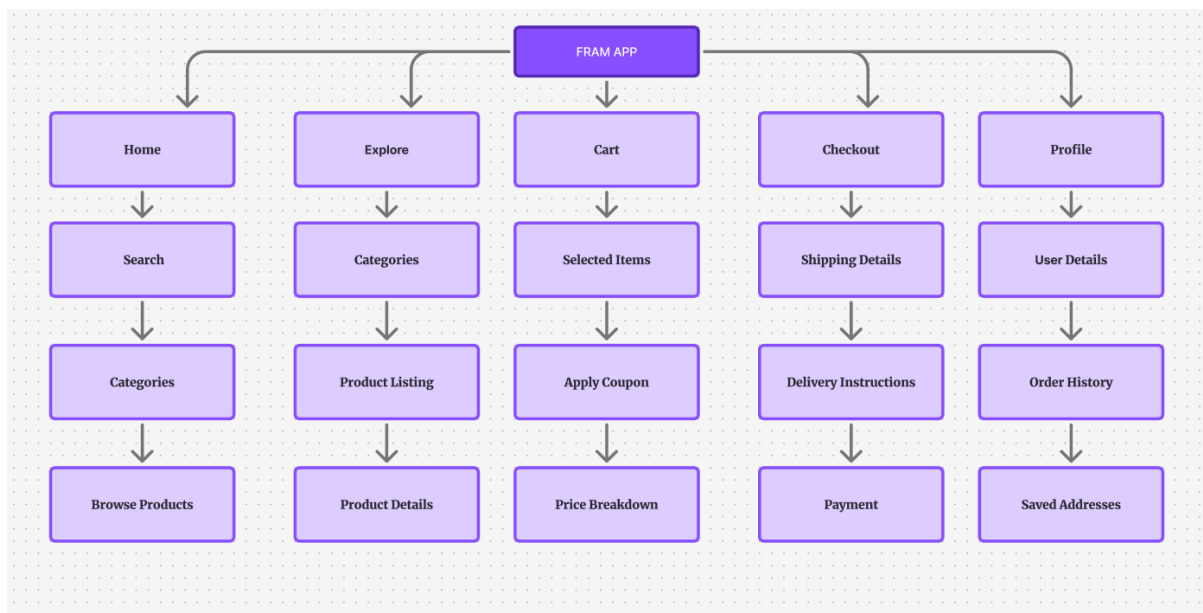 FRAM APP
Home
Explore
Cart
Checkout
Profile
Search
Categories
Selected Items
Shipping Details
User Details
Categories
Product Listing
Apply Coupon
Delivery Instructions
Order History
Browse Products
Product Details
Price Breakdown
Payment
Saved Addresses